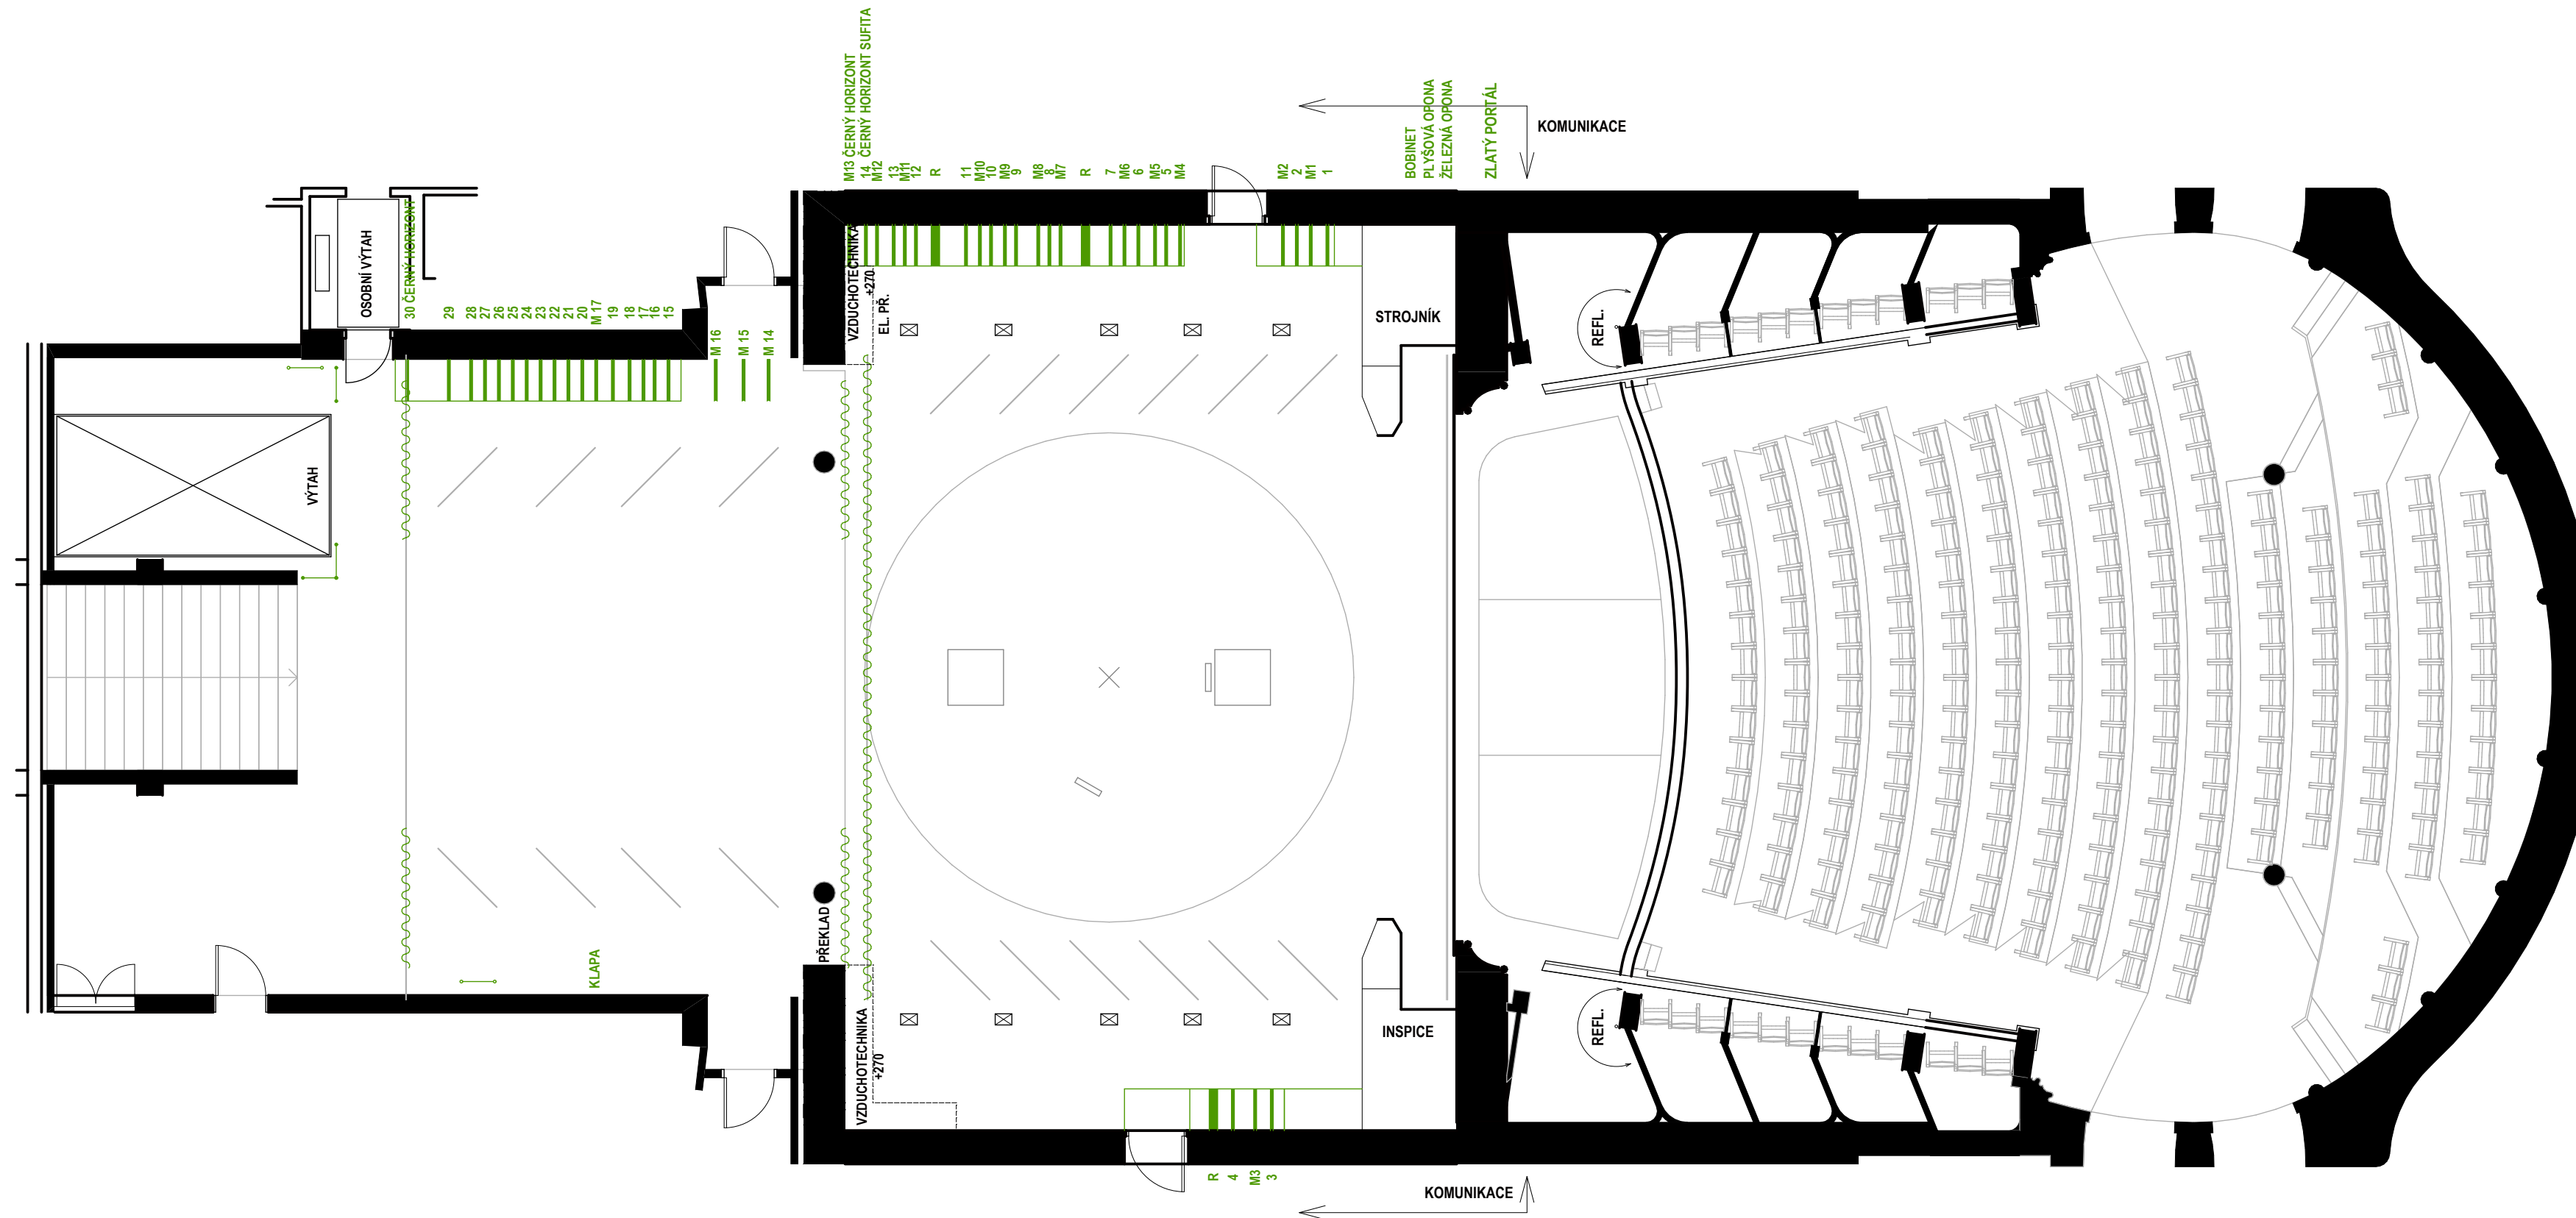 M13 ČERNÝ HORIZONT
14 ČERNÝ HORIZONT SUFITA
M12
13
M11
12
R
11
M10
10
M9
9
M8
8
M7
R
7
M6
6
M5
5
M4
M2
2
M1
1
BOBINET
PLYŠOVÁ OPONA
ŽELEZNÁ OPONA
ZLATÝ PORTÁL
KOMUNIKACE
OSOBNÍ VÝTAH
30 ČERNÝ HORIZONT
29
28
27
26
25
24
23
22
21
20
M 17
19
18
17
16
15
M 16
M 15
M 14
VZDUCHOTECHNIKA
+270
EL. PŘ.
STROJNÍK
REFL.
VÝTAH
PŘEKLAD
KLAPA
VZDUCHOTECHNIKA
+270
INSPICE
REFL.
R
4
M3
3
KOMUNIKACE